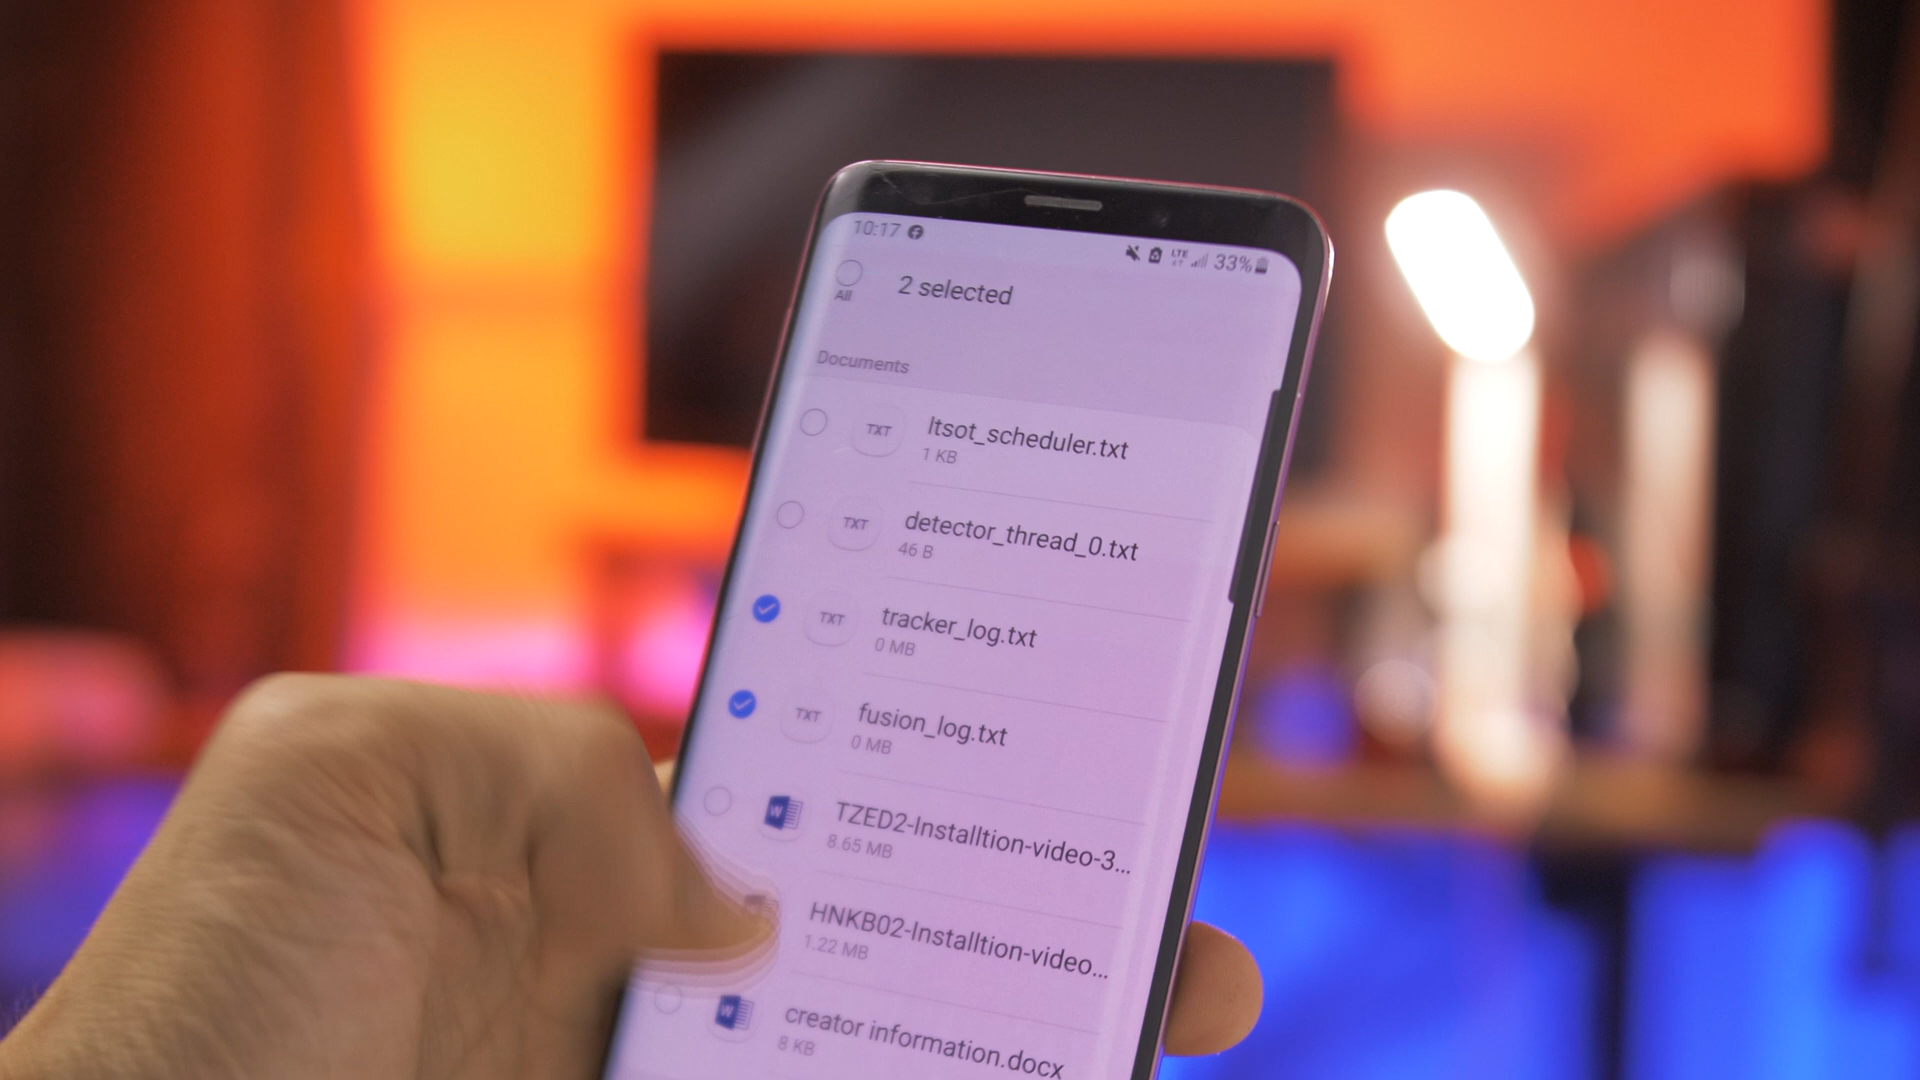 10:17
LTE 33%
All
2 selected
Documents
TXT
ltsot_scheduler.txt
1 KB
TXT
detector_thread_0.txt
46 B
TXT
tracker_log.txt
0 MB
TXT
fusion_log.txt
0 MB
W
TZED2-Installtion-video-3...
8.65 MB
HNKB02-Installtion-video...
1.22 MB
W
creator information.docx
8 KB